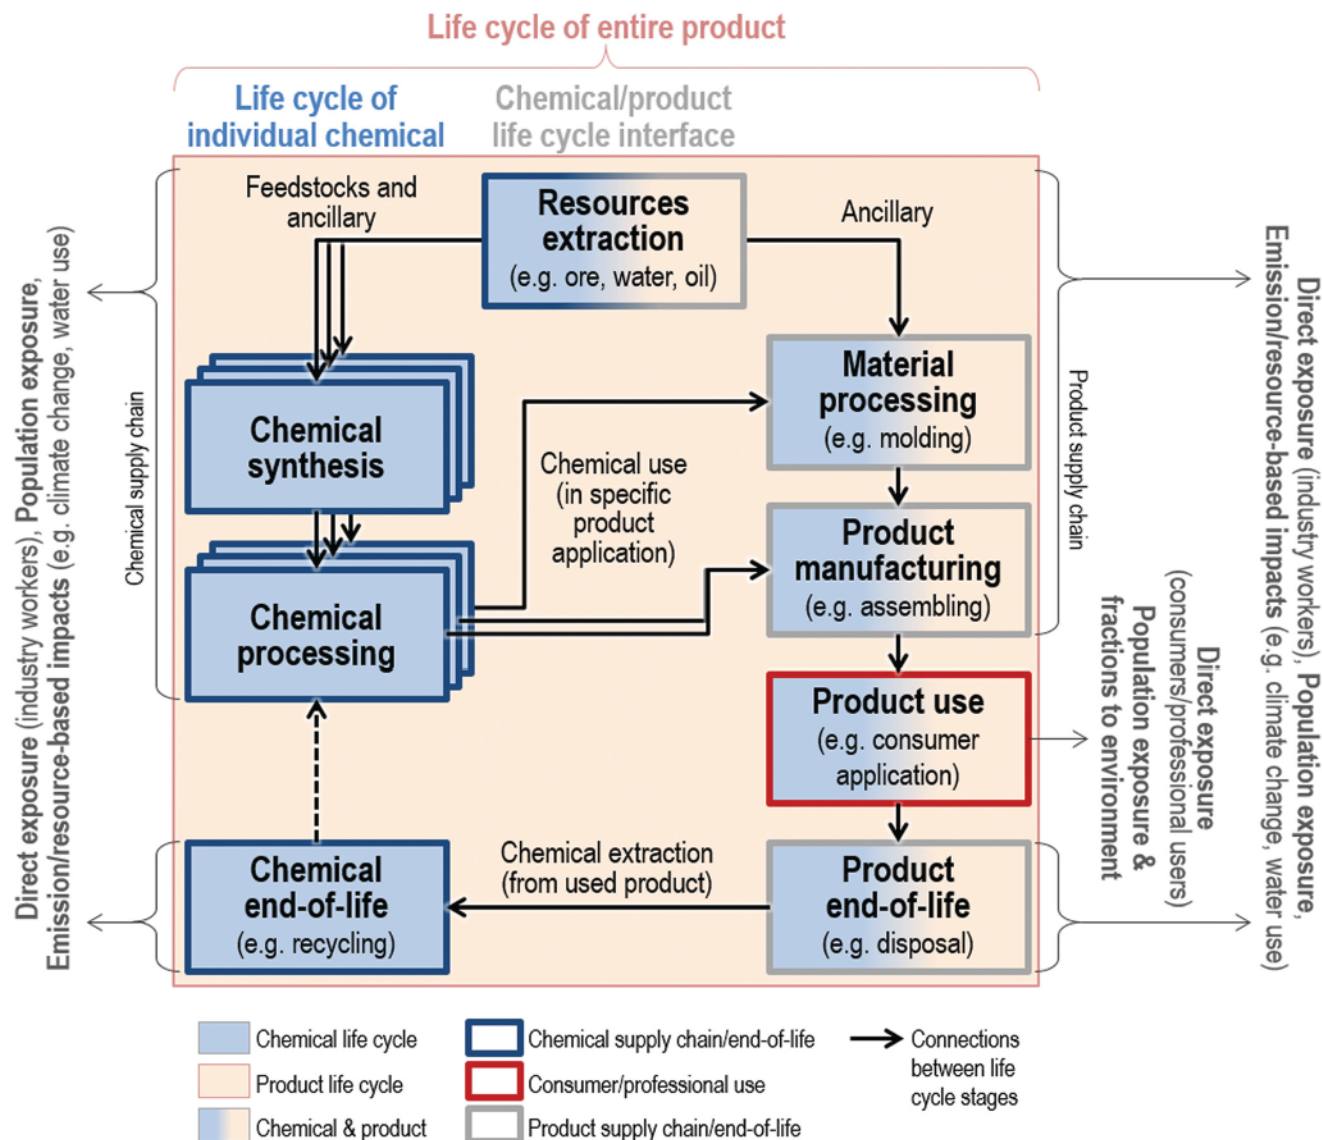 Life cycle of entire product
Life cycle of
individual chemical
Chemical/product
life cycle interface
Feedstocks and
ancillary
Resources
extraction
(e.g. ore, water, oil)
Ancillary
Chemical
synthesis
Chemical
processing
Chemical use
(in specific
product
application)
Material
processing
(e.g. molding)
Product
manufacturing
(e.g. assembling)
Product use
(e.g. consumer
application)
Product
end-of-life
(e.g. disposal)
Chemical extraction
(from used product)
Chemical
end-of-life
(e.g. recycling)
Direct exposure (industry workers), Population exposure,
Emission/resource-based impacts (e.g. climate change, water use)
Chemical supply chain
Product supply chain
Direct exposure
(consumers/professional users)
Population exposure &
fractions to environment
Direct exposure (industry workers), Population exposure,
Emission/resource-based impacts (e.g. climate change, water use)
Chemical life cycle
Product life cycle
Chemical & product
Chemical supply chain/end-of-life
Consumer/professional use
Product supply chain/end-of-life
Connections
between life
cycle stages